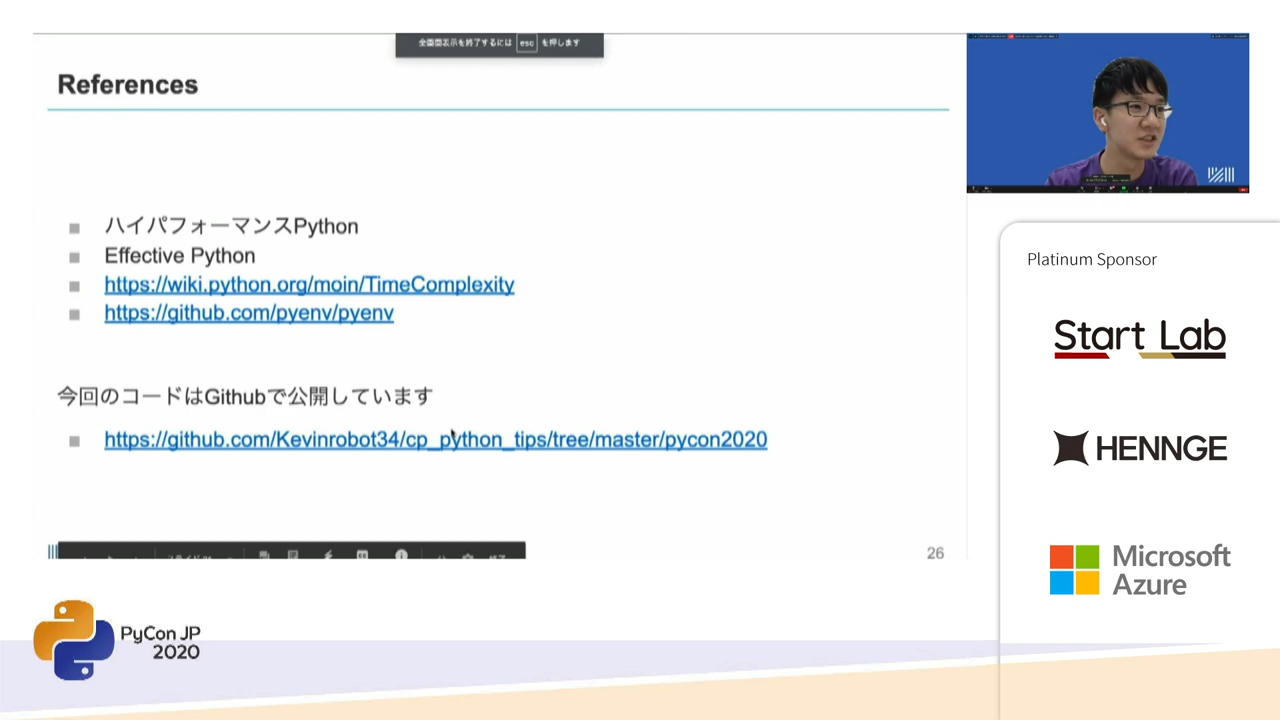 全画面表示を終了するには esc を押します
References
ハイパフォーマンスPython
Effective Python
https://wiki.python.org/moin/TimeComplexity
https://github.com/pyenv/pyenv
今回のコードはGithubで公開しています
https://github.com/Kevinrobot34/cp_python_tips/tree/master/pycon2020
26
Platinum Sponsor
Start Lab
HENNGE
Microsoft
Azure
PyCon JP
2020